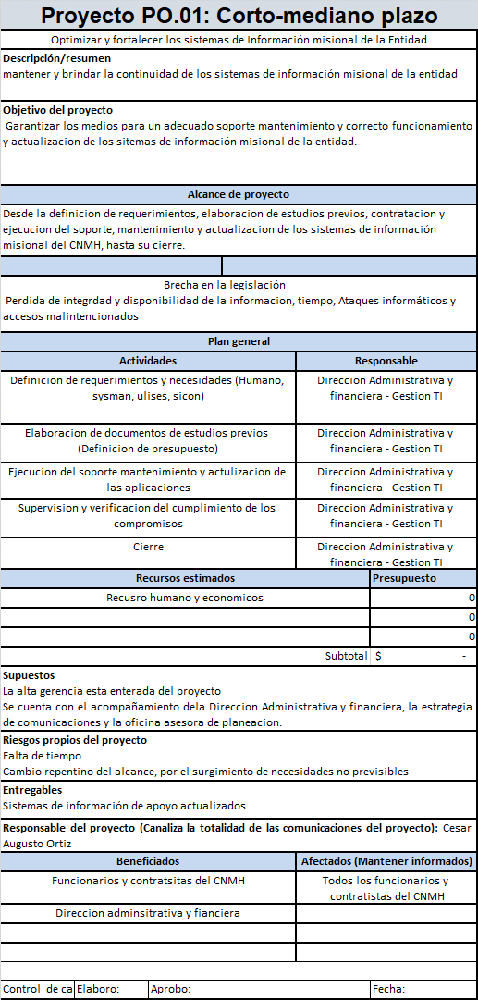 Proyecto PO.01: Corto-mediano plazo
Optimizar y fortalecer los sistemas de Información misional de la Entidad
Descripción/resumen
mantener y brindar la continuidad de los sistemas de información misional de la entidad
Objetivo del proyecto
Garantizar los medios para un adecuado soporte mantenimiento y correcto funcionamiento
y actualizacion de los sitemas de información misional de la entidad.
Alcance de proyecto
Desde la definicion de requerimientos, elaboracion de estudios previos, contratacion y
ejecucion del soporte, mantenimiento y actualizacion de los sistemas de información
misional del CNMH, hasta su cierre.
Brecha en la legislación
Perdida de integrdad y disponibilidad de la informacion, tiempo, Ataques informáticos y
accesos malintencionados
Plan general
Actividades Responsable
Definicion de requerimientos y necesidades (Humano,
sysman, ulises, sicon)
Direccion Administrativa y
financiera - Gestion TI
Elaboracion de documentos de estudios previos
(Definicion de presupuesto)
Direccion Administrativa y
financiera - Gestion TI
Ejecucion del soporte mantenimiento y actulizacion de
las aplicaciones
Direccion Administrativa y
financiera - Gestion TI
Supervision y verificacion del cumplimiento de los
compromisos
Direccion Administrativa y
financiera - Gestion TI
Cierre
Direccion Administrativa y
financiera - Gestion TI
Recursos estimados Presupuesto
Recusro humano y economicos 0
0
0
Subtotal $ -
Supuestos
La alta gerencia esta enterada del proyecto
Se cuenta con el acompañamiento dela Direccion Administrativa y financiera, la estrategia
de comunicaciones y la oficina asesora de planeacion.
Riesgos propios del proyecto
Falta de tiempo
Cambio repentino del alcance, por el surgimiento de necesidades no previsibles
Entregables
Sistemas de información de apoyo actualizados
Responsable del proyecto (Canaliza la totalidad de las comunicaciones del proyecto): Cesar
Augusto Ortiz
Beneficiados Afectados (Mantener informados)
Funcionarios y contratsitas del CNMH
Todos los funcionarios y
contratistas del CNMH
Direccion adminsitrativa y fianciera
Control de ca Elaboro: Aprobo: Fecha: